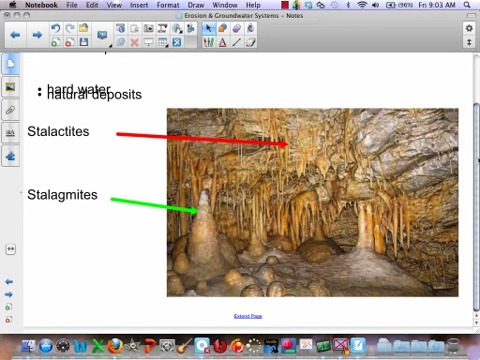 Notebook File Edit View Insert Format Draw Window Help (96%) Fri 9:03 AM
Erosion & Groundwater Systems - Notes
• hard water
• natural deposits
Stalactites
Stalagmites
Extend Page